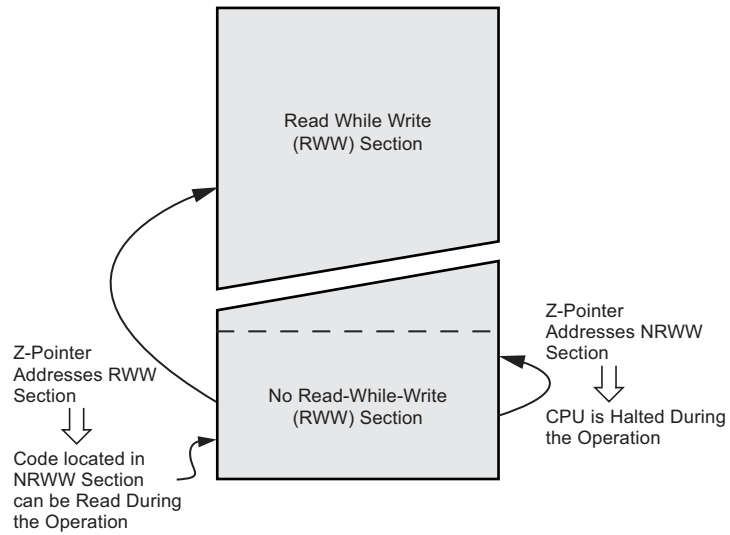 Read While Write
(RWW) Section
Z-Pointer
Addresses NRWW
Section
CPU is Halted During
the Operation
Z-Pointer
Addresses RWW
Section
Code located in
NRWW Section
can be Read During
the Operation
No Read-While-Write
(RWW) Section